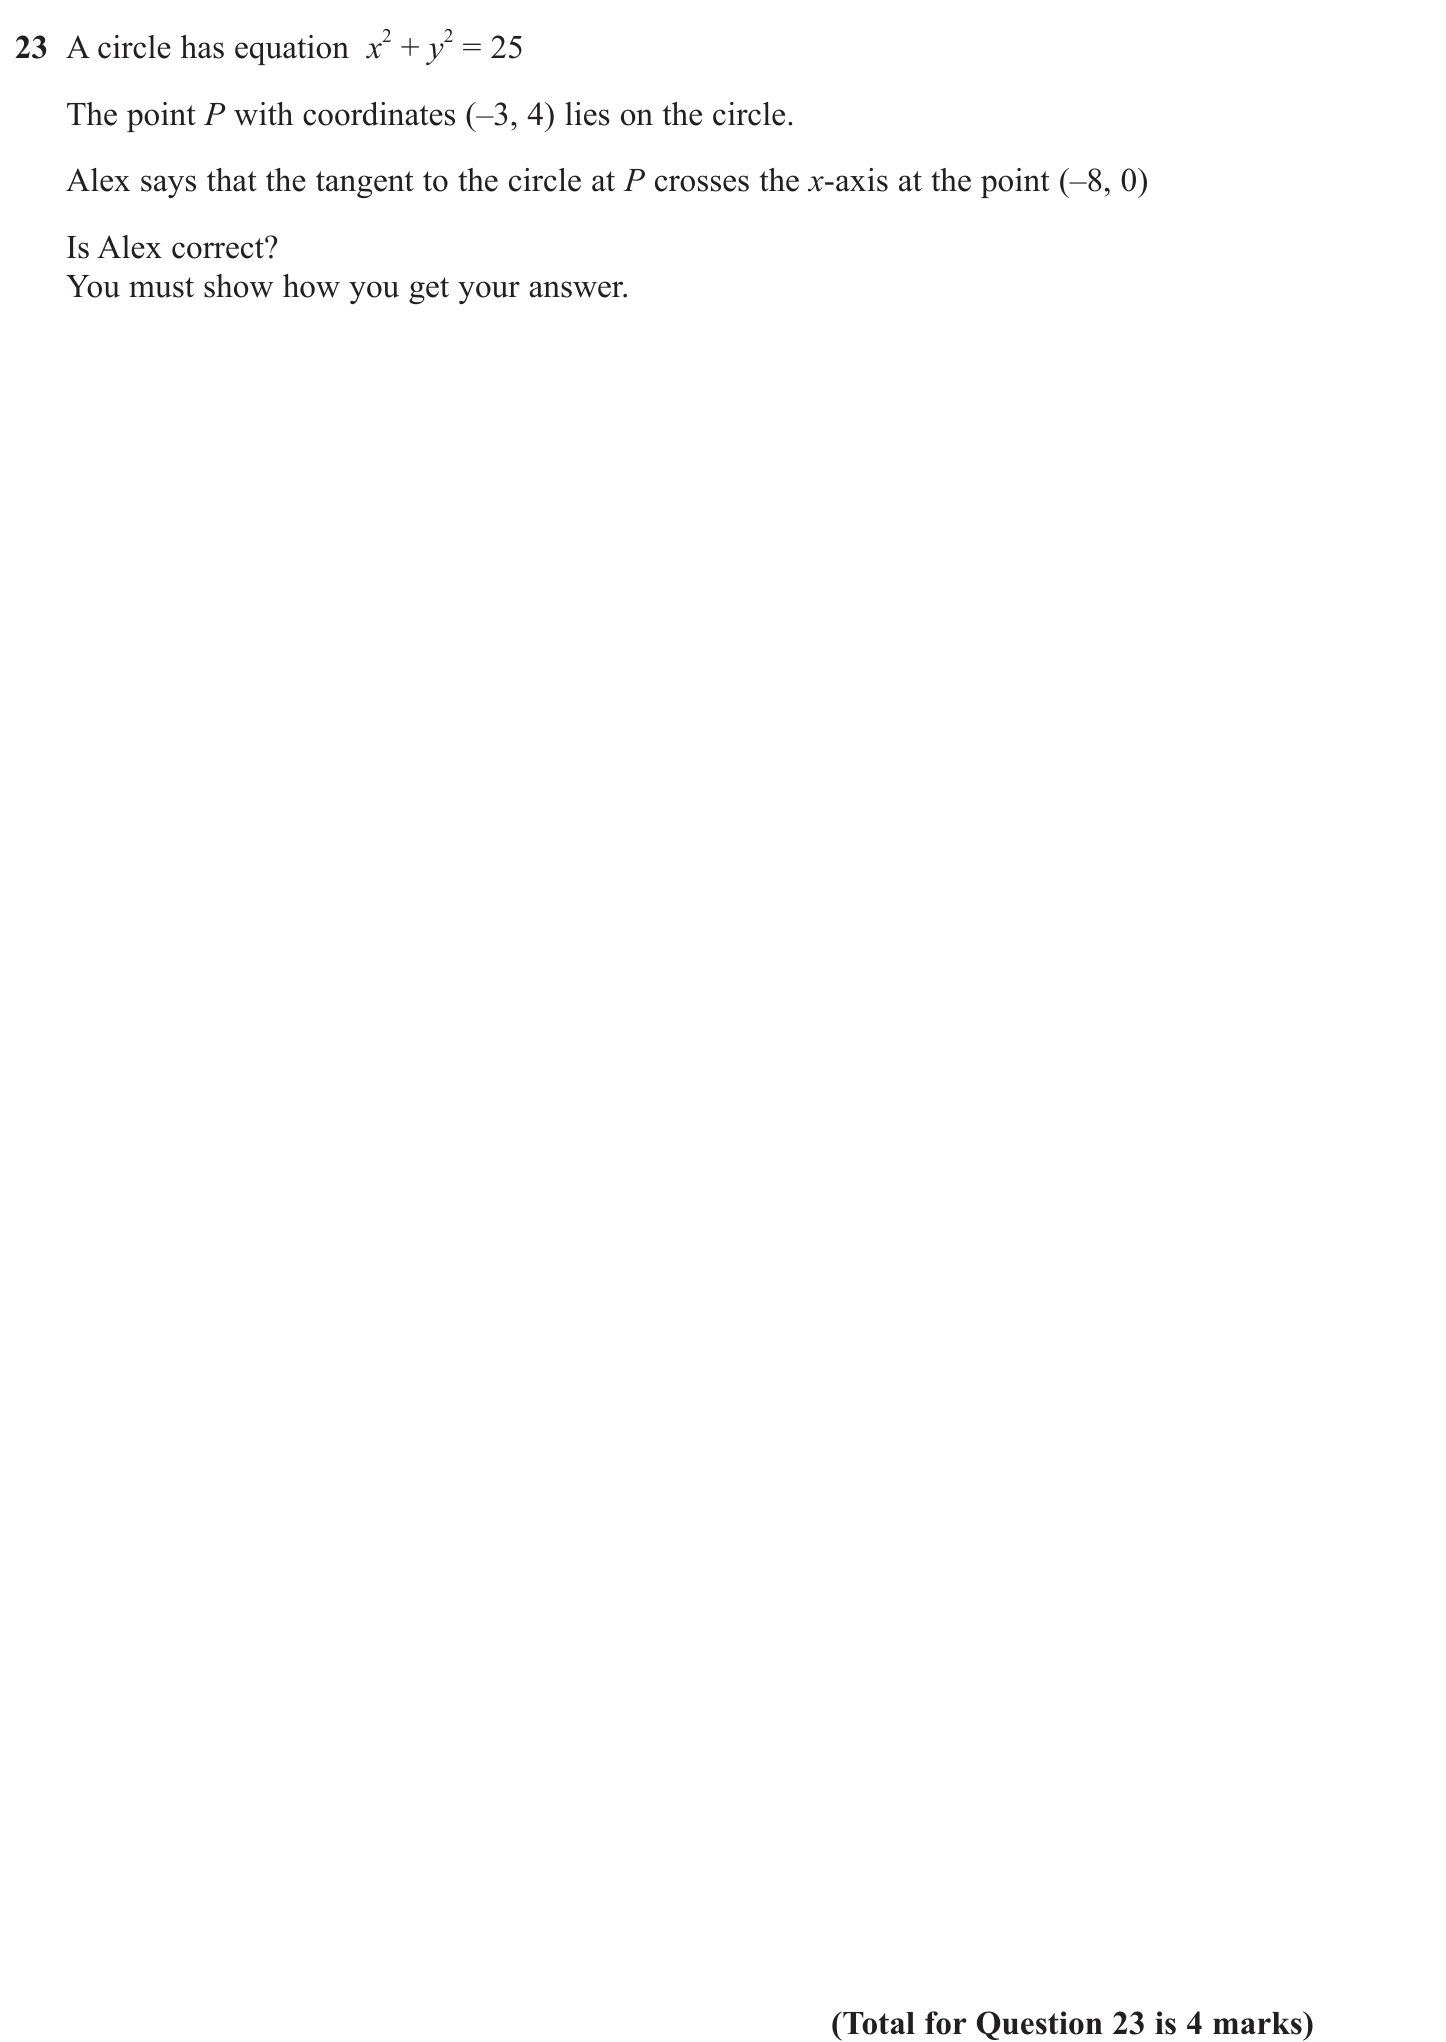 23 A circle has equation x² + y² = 25
The point P with coordinates (–3, 4) lies on the circle.
Alex says that the tangent to the circle at P crosses the x-axis at the point (–8, 0)
Is Alex correct?
You must show how you get your answer.
(Total for Question 23 is 4 marks)